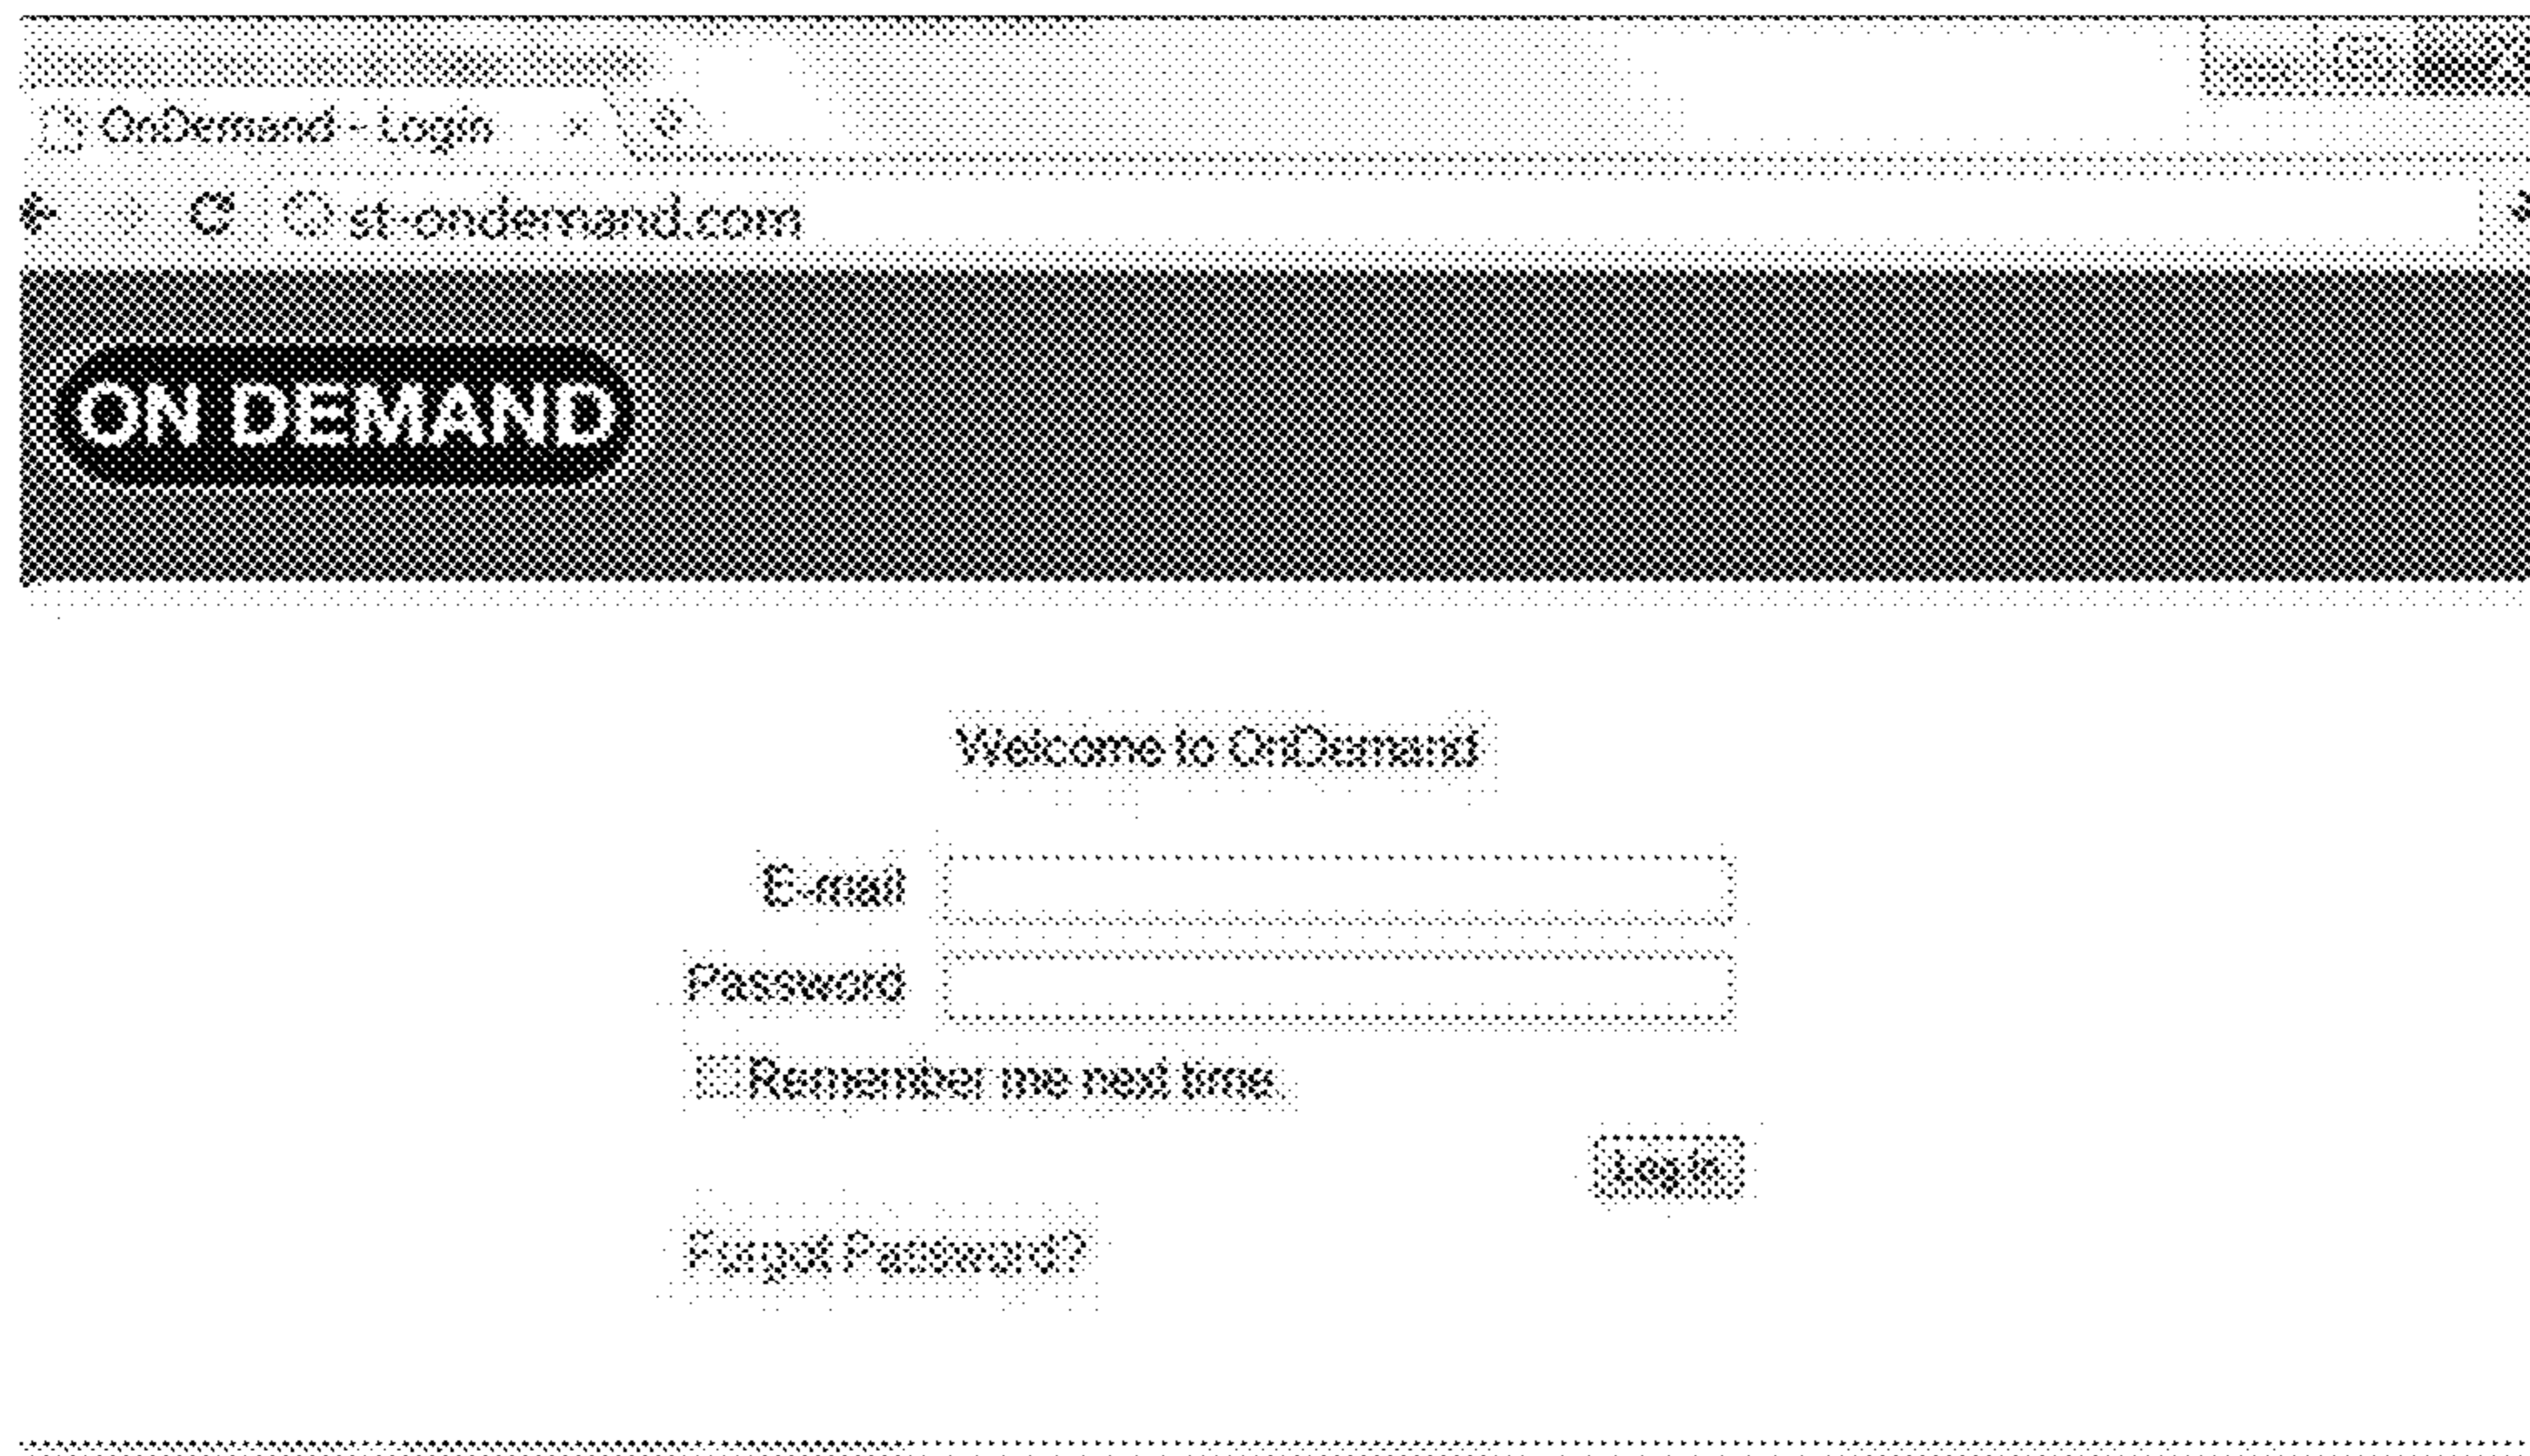 OnDemand - Login
st-ondemand.com
ON DEMAND
Welcome to OnDemand
E-mail
Password
Remember me next time.
Login
Forgot Password?